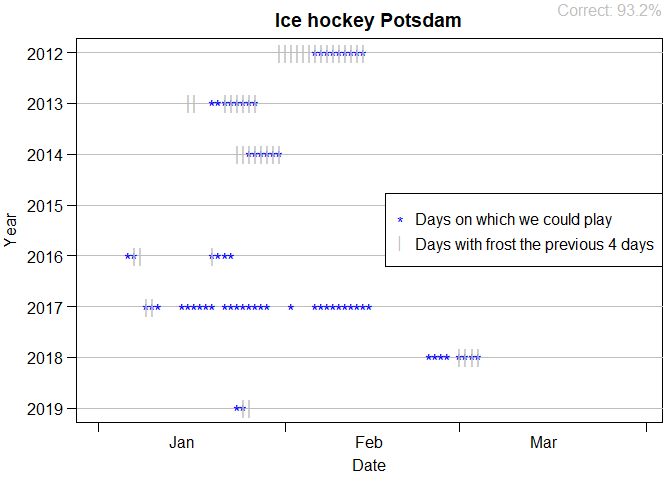 Correct: 93.2%
Ice hockey Potsdam
2012
2013
2014
2015
2016
2017
2018
2019
Year
* Days on which we could play
| Days with frost the previous 4 days
Jan Feb Mar
Date